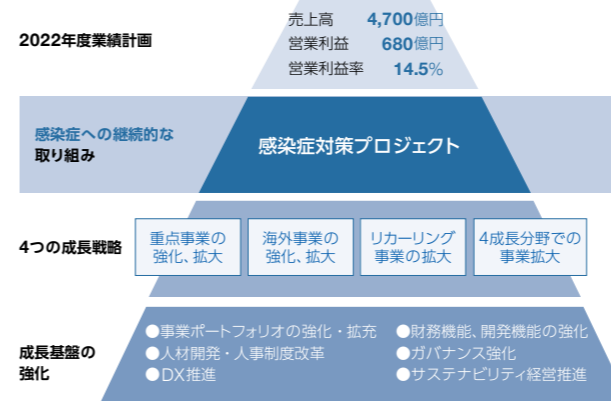 2022年度業績計画
売上高 4,700億円
営業利益 680億円
営業利益率 14.5%
感染症への継続的な
取り組み
感染症対策プロジェクト
4つの成長戦略
重点事業の
強化、拡大
海外事業の
強化、拡大
リカーリング
事業の拡大
4成長分野での
事業拡大
成長基盤の
強化
●事業ポートフォリオの強化・拡充
●人材開発・人事制度改革
●DX推進
●財務機能、開発機能の強化
●ガバナンス強化
●サステナビリティ経営推進